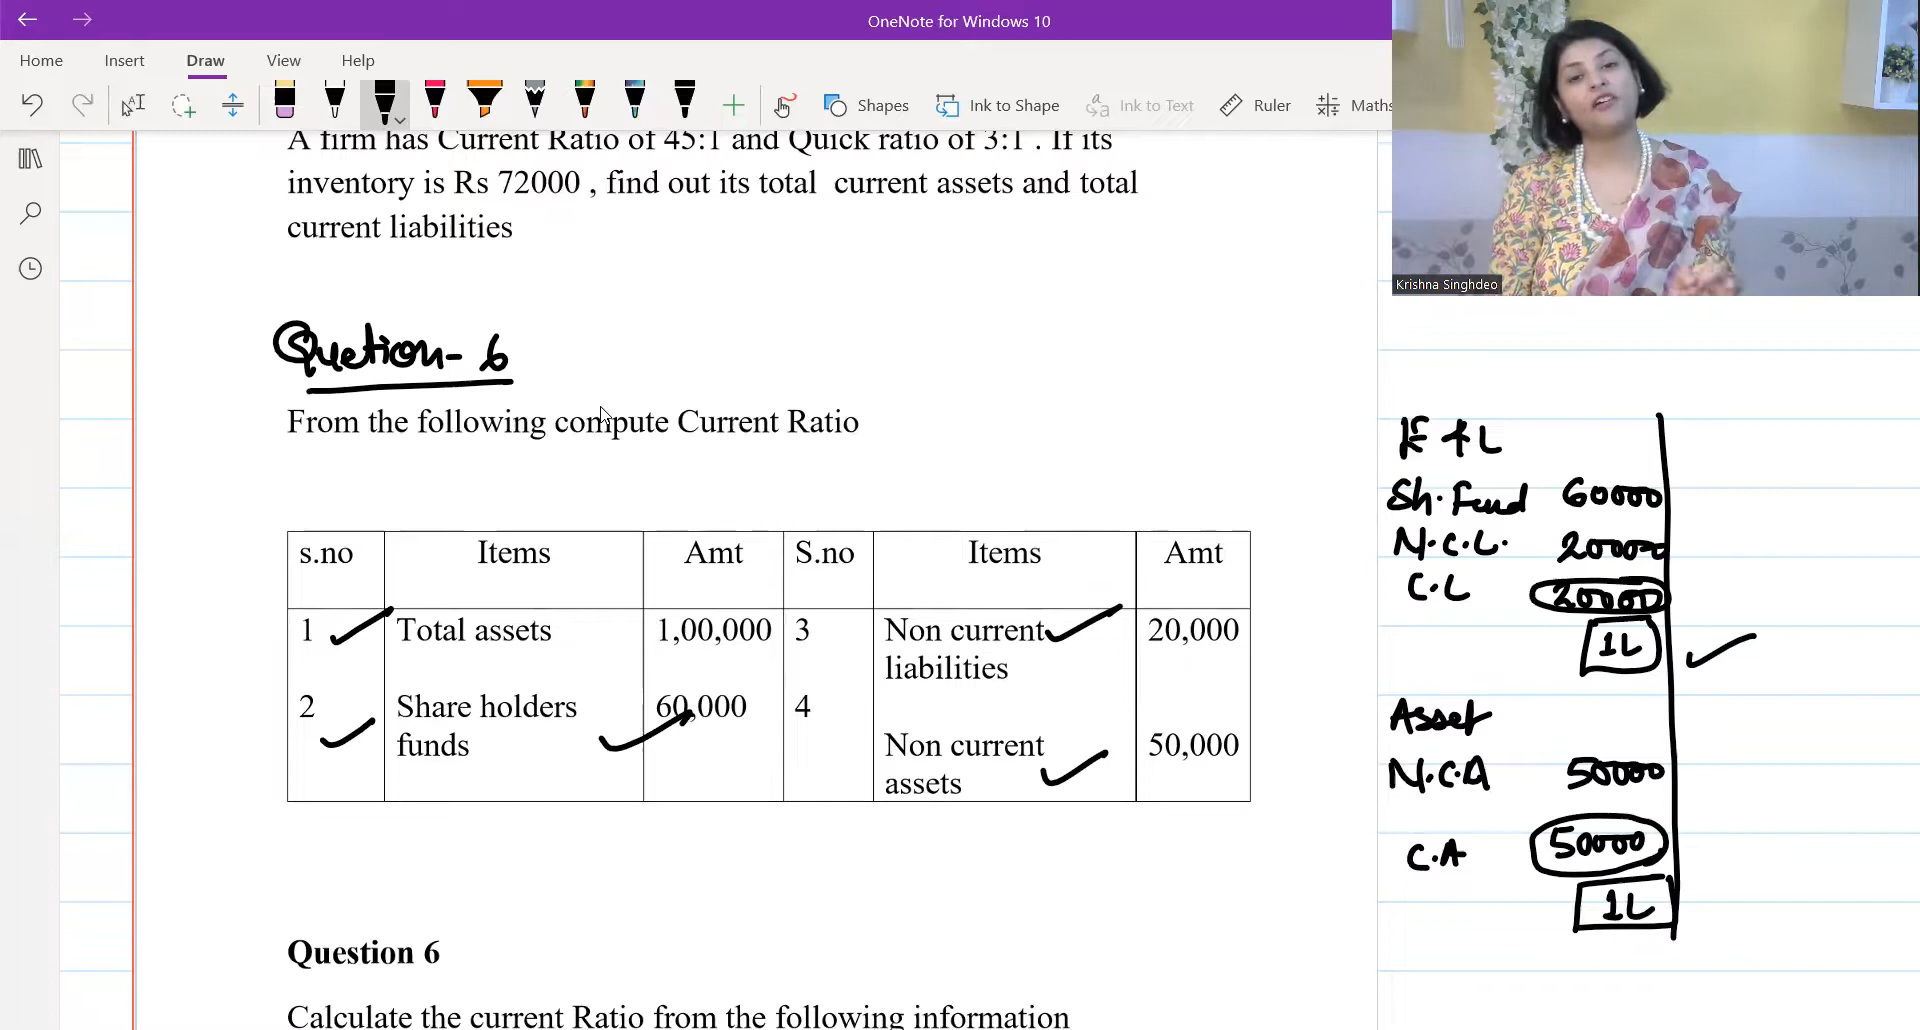 OneNote for Windows 10
Home Insert Draw View Help
Shapes Ink to Shape Ink to Text Ruler Maths
A firm has Current Ratio of 45:1 and Quick ratio of 3:1 . If its
inventory is Rs 72000 , find out its total current assets and total
current liabilities
Quetion- 6
From the following compute Current Ratio
s.no Items Amt S.no Items Amt
1 Total assets 1,00,000 3 Non current liabilities 20,000
2 Share holders funds 60,000 4 Non current assets 50,000
Question 6
Calculate the current Ratio from the following information
Krishna Singhdeo
E + L
Sh. Fund 60000
N.C.L. 20000
C.L 20000
1L
Asset
N.C.A 50000
C.A 50000
1L